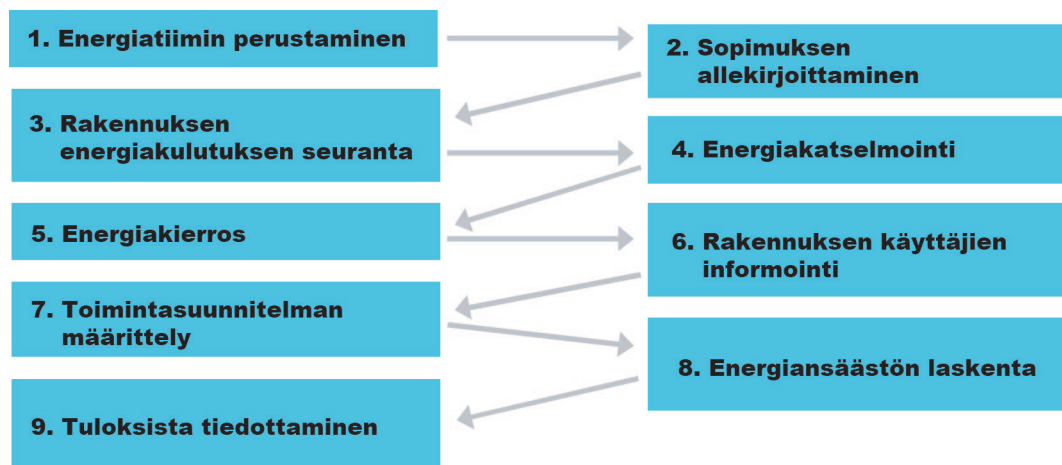 1. Energiatiimin perustaminen
2. Sopimuksen
allekirjoittaminen
3. Rakennuksen
energiakulutuksen seuranta
4. Energiakatselmointi
5. Energiakierros
6. Rakennuksen käyttäjien
informointi
7. Toimintasuunnitelman
määrittely
8. Energiansäästön laskenta
9. Tuloksista tiedottaminen